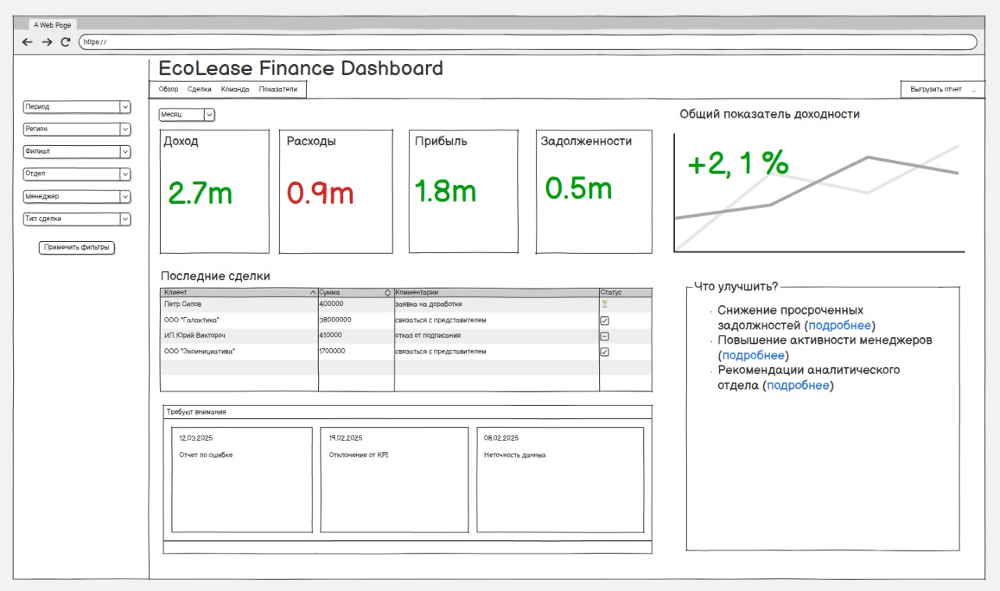 A Web Page
https://
EcoLease Finance Dashboard
Обзор Сделки Команда Показатели
Выгрузить отчет ...
Период
Регион
Филиал
Отдел
Менеджер
Тип сделки
Применить фильтры
Месяц
Доход
2.7m
Расходы
0.9m
Прибыль
1.8m
Задолженности
0.5m
Общий показатель доходности
+2, 1 %
Последние сделки
Клиент Сумма Комментарии Статус
Петр Силов 400000 заявка на доработке
ООО "Галактика" 38000000 связаться с представителем
ИП Юрий Виктороч 410000 отказ от подписания
ООО "Экоинициатива" 1700000 связаться с представителем
Требуют внимания
12.03.2025
Отчет по ошибке
19.02.2025
Отклонение от KPI
08.02.2025
Неточность данных
Что улучшить?
· Снижение просроченных
задолжностей (подробнее)
· Повышение активности менеджеров
(подробнее)
· Рекомендации аналитического
отдела (подробнее)